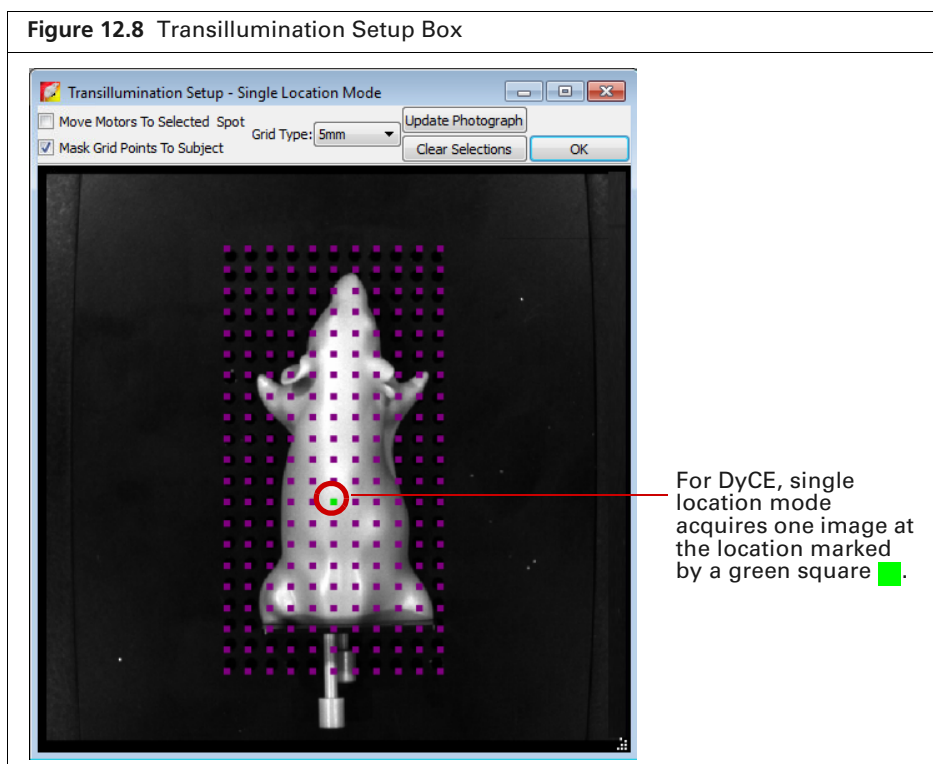 Figure 12.8 Transillumination Setup Box
Transillumination Setup - Single Location Mode
Move Motors To Selected Spot
Mask Grid Points To Subject
Grid Type: 5mm
Update Photograph
Clear Selections
OK
For DyCE, single
location mode
acquires one image at
the location marked
by a green square .